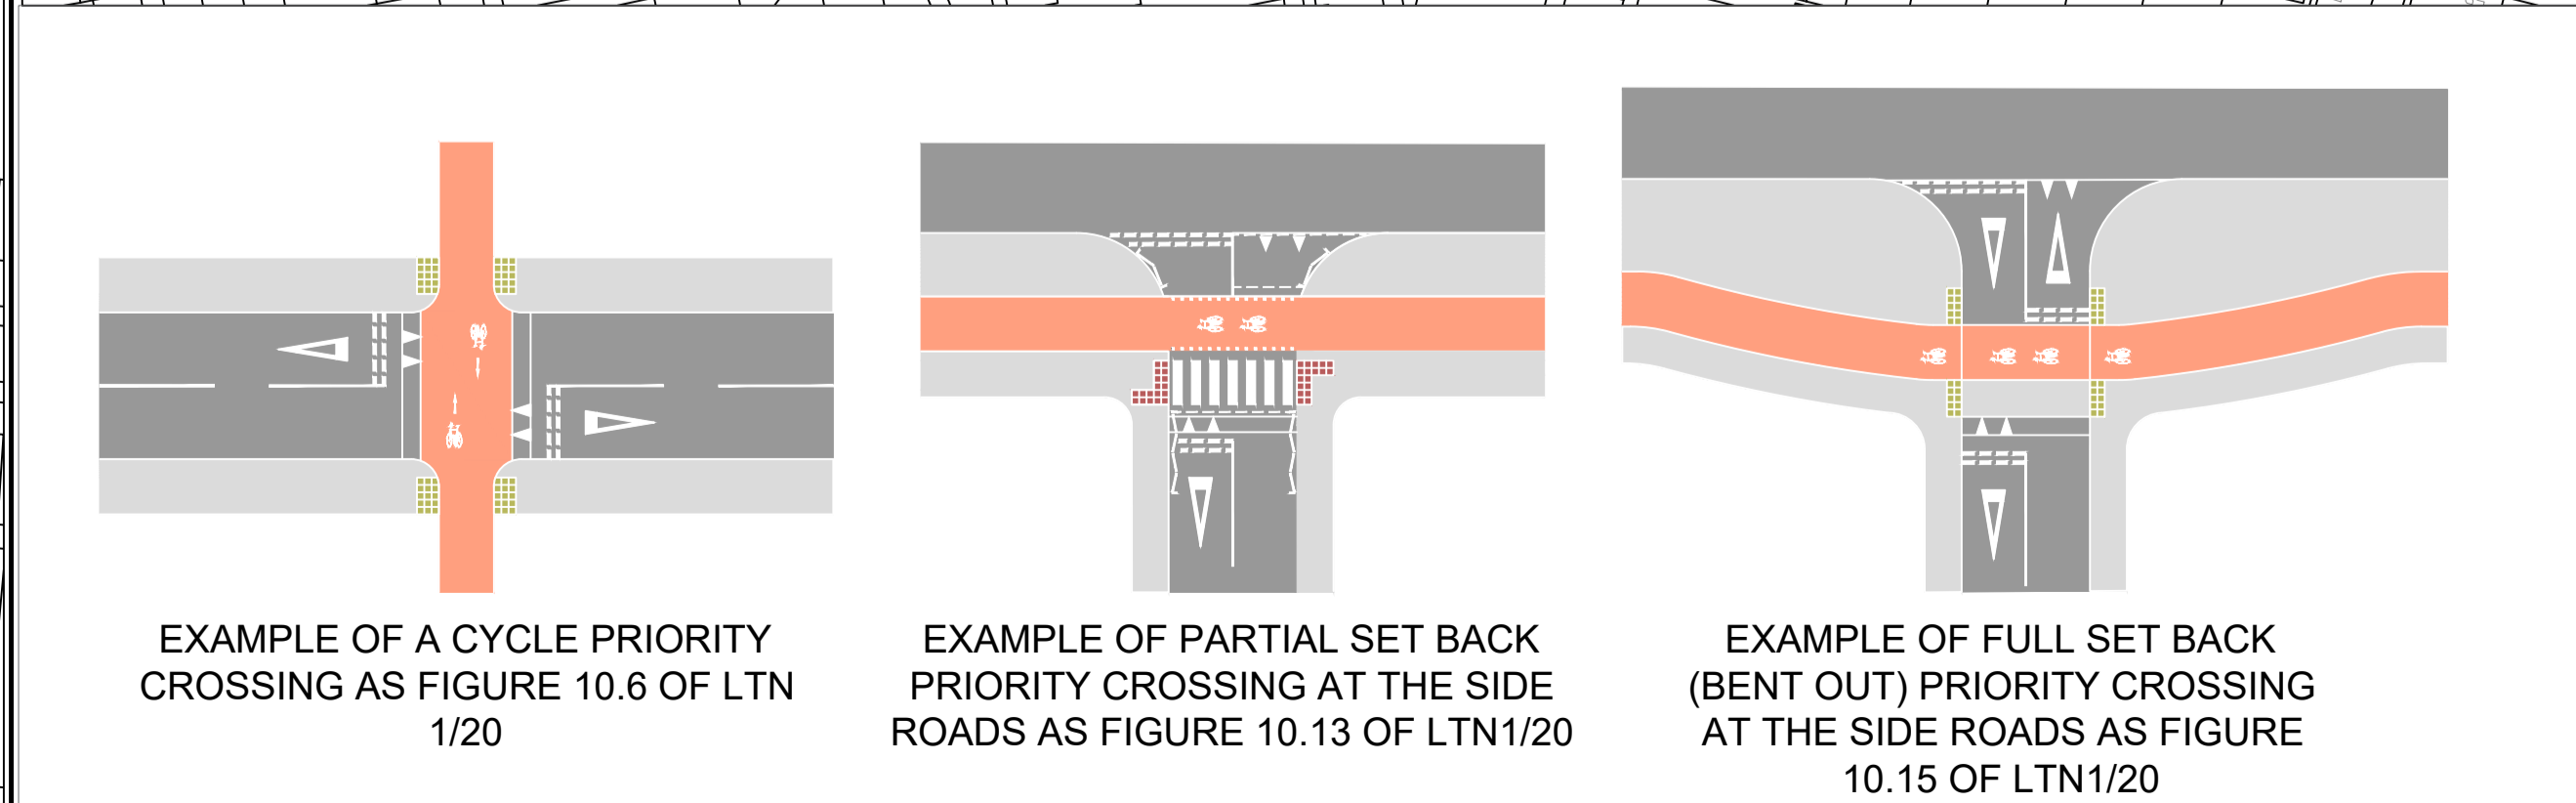 EXAMPLE OF A CYCLE PRIORITY
CROSSING AS FIGURE 10.6 OF LTN
1/20
EXAMPLE OF PARTIAL SET BACK
PRIORITY CROSSING AT THE SIDE
ROADS AS FIGURE 10.13 OF LTN1/20
EXAMPLE OF FULL SET BACK
(BENT OUT) PRIORITY CROSSING
AT THE SIDE ROADS AS FIGURE
10.15 OF LTN1/20